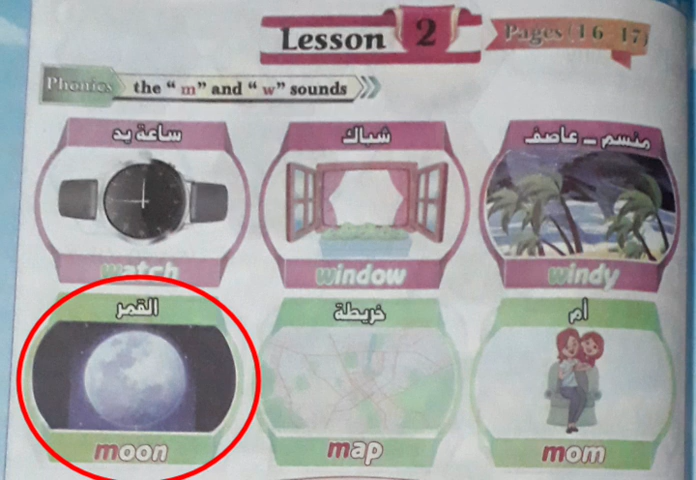 Lesson 2 Pages (16 - 17)
Phonics the "m" and "w" sounds
ساعة يد شباك منسم - عاصف
watch window windy
القمر خريطة أم
moon map mom